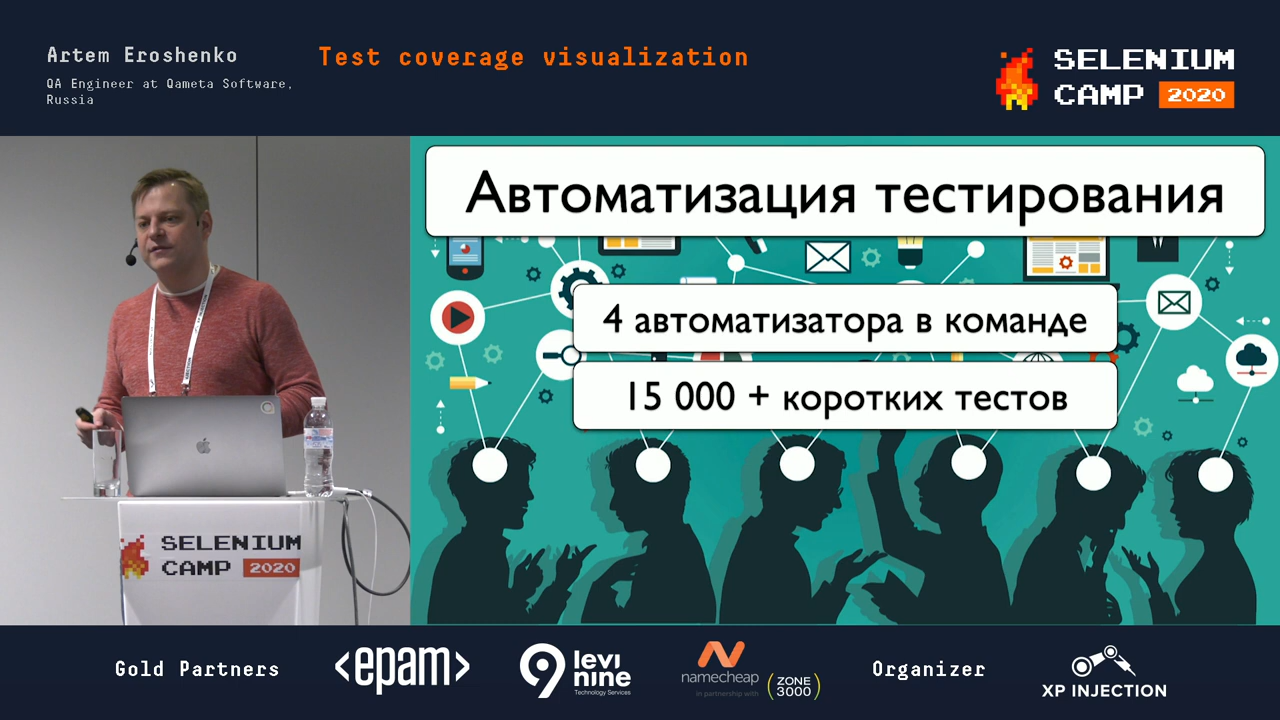 Artem Eroshenko
QA Engineer at Qameta Software,
Russia
Test coverage visualization
SELENIUM
CAMP 2020
Автоматизация тестирования
4 автоматизатора в команде
15 000 + коротких тестов
SELENIUM
CAMP 2020
Gold Partners
<epam>
9 levi
nine
Technology Services
namecheap
in partnership with
ZONE
3000
Organizer
XP INJECTION